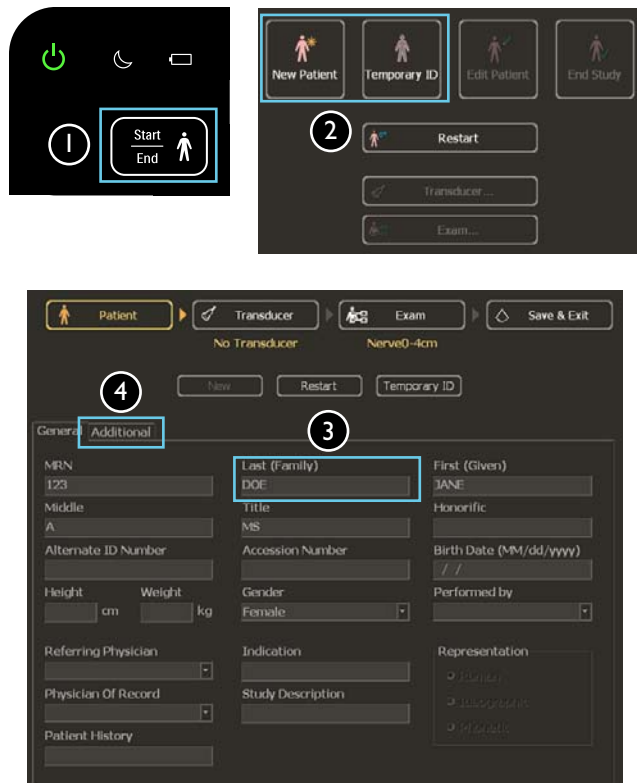 1
Start
End
New Patient
Temporary ID
Edit Patient
End Study
2
Restart
Transducer...
Exam...
Patient
Transducer
Exam
Save & Exit
No Transducer
Nerve0-4cm
4
New
Restart
Temporary ID
General
Additional
3
MRN
Last (Family)
First (Given)
123
DOE
JANE
Middle
Title
Honorific
A
MS
Alternate ID Number
Accession Number
Birth Date (MM/dd/yyyy)
/ /
Height
Weight
Gender
Performed by
cm
kg
Female
Referring Physician
Indication
Representation
Physician Of Record
Study Description
Ideographic
Phonetic
Patient History